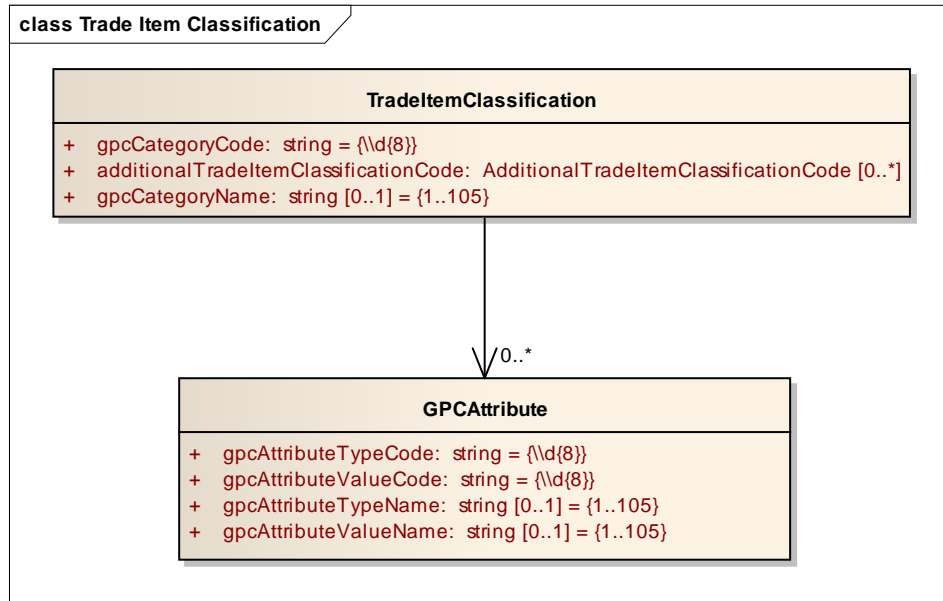 class Trade Item Classification
TradeItemClassification
+ gpcCategoryCode: string = {\\d{8}}
+ additionalTradeItemClassificationCode: AdditionalTradeItemClassificationCode [0..*]
+ gpcCategoryName: string [0..1] = {1..105}
0..*
GPCAttribute
+ gpcAttributeTypeCode: string = {\\d{8}}
+ gpcAttributeValueCode: string = {\\d{8}}
+ gpcAttributeTypeName: string [0..1] = {1..105}
+ gpcAttributeValueName: string [0..1] = {1..105}